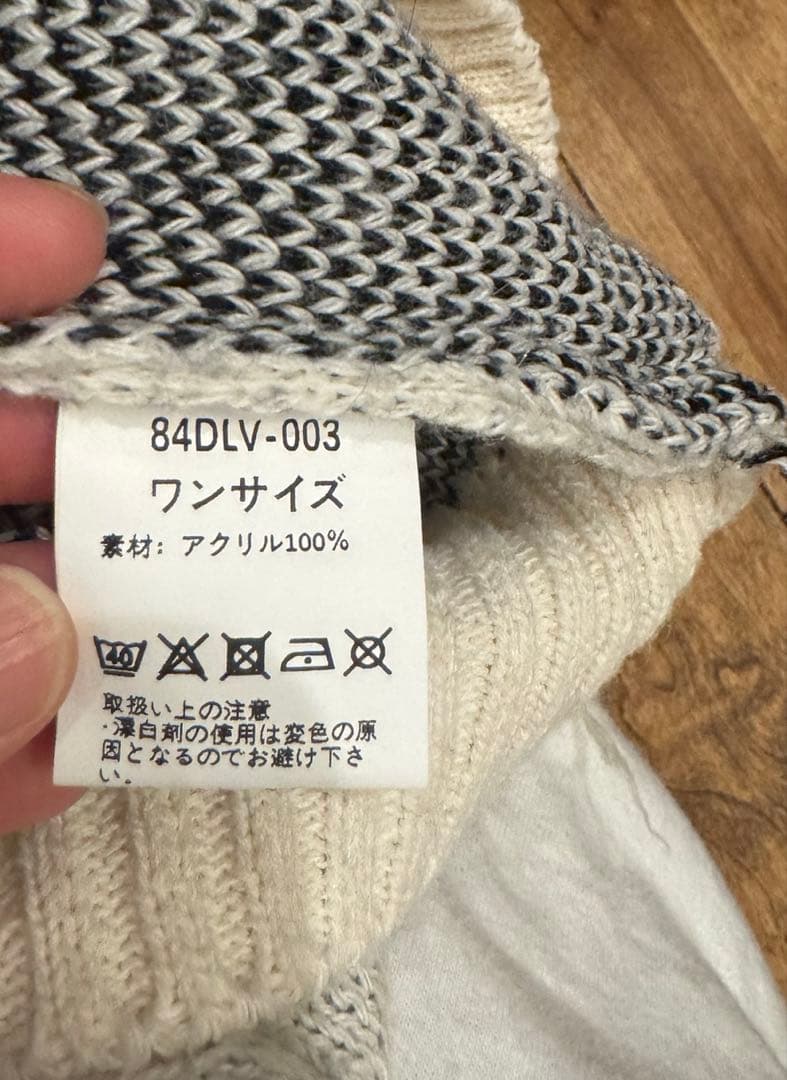 84DLV-003
ワンサイズ
素材: アクリル100%
40
取扱い上の注意
・漂白剤の使用は変色の原
因となるのでお避け下さ
い。